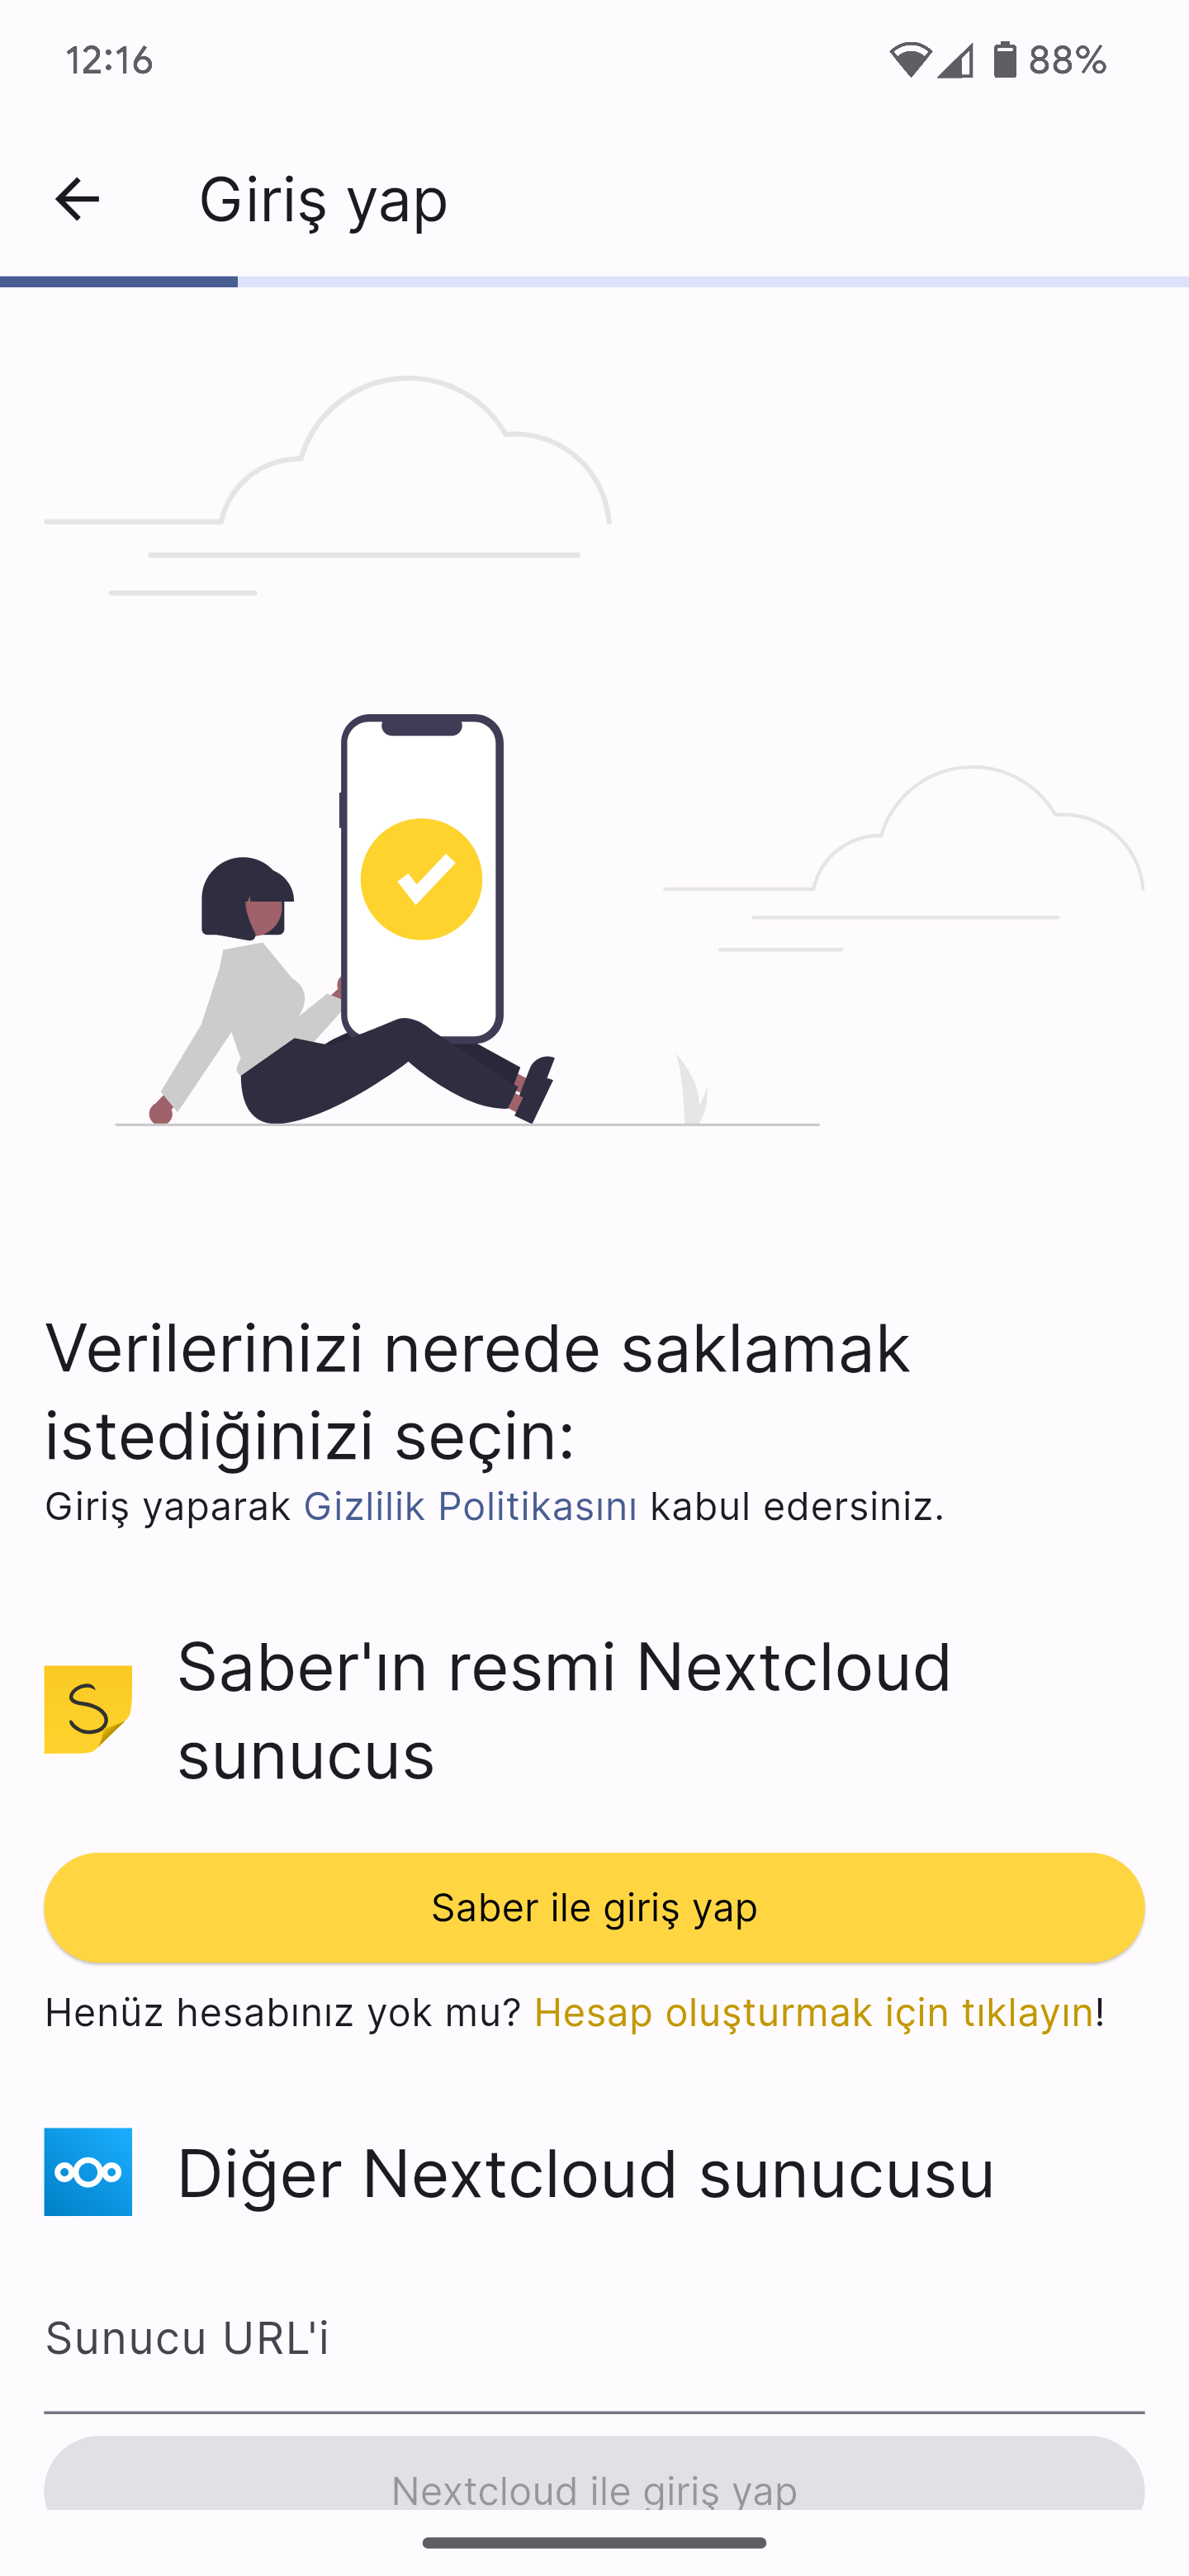 12:16
88%
Giriş yap
Verilerinizi nerede saklamak
istediğinizi seçin:
Giriş yaparak Gizlilik Politikasını kabul edersiniz.
S
Saber'ın resmi Nextcloud
sunucus
Saber ile giriş yap
Henüz hesabınız yok mu? Hesap oluşturmak için tıklayın!
Diğer Nextcloud sunucusu
Sunucu URL'i
Nextcloud ile giriş yap